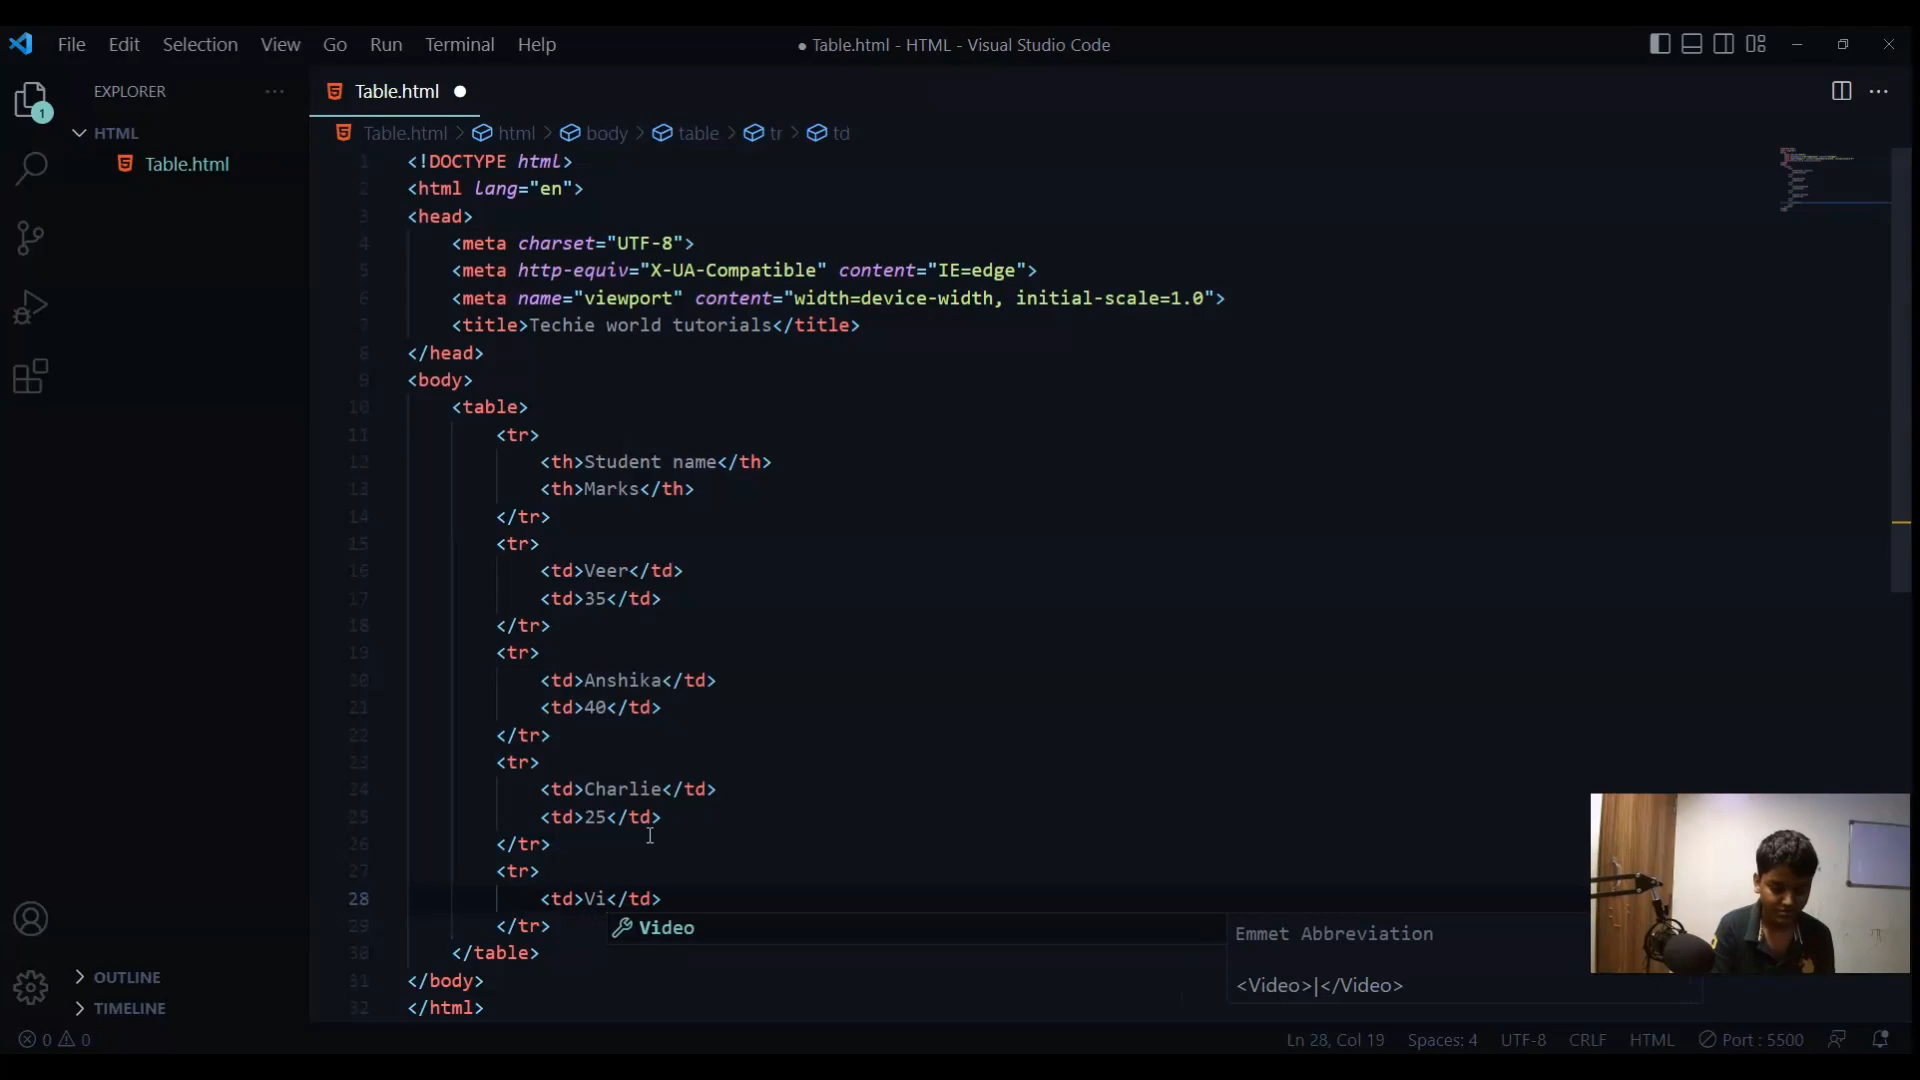 File Edit Selection View Go Run Terminal Help
● Table.html - HTML - Visual Studio Code
EXPLORER ...
1
HTML
Table.html
Table.html
Table.html > html > body > table > tr > td
1 <!DOCTYPE html>
2 <html lang="en">
3 <head>
4 <meta charset="UTF-8">
5 <meta http-equiv="X-UA-Compatible" content="IE=edge">
6 <meta name="viewport" content="width=device-width, initial-scale=1.0">
7 <title>Techie world tutorials</title>
8 </head>
9 <body>
10 <table>
11 <tr>
12 <th>Student name</th>
13 <th>Marks</th>
14 </tr>
15 <tr>
16 <td>Veer</td>
17 <td>35</td>
18 </tr>
19 <tr>
20 <td>Anshika</td>
21 <td>40</td>
22 </tr>
23 <tr>
24 <td>Charlie</td>
25 <td>25</td>
26 </tr>
27 <tr>
28 <td>Vi</td>
29 </tr>
Video
Emmet Abbreviation
<Video>|</Video>
30 </table>
31 </body>
32 </html>
OUTLINE
TIMELINE
0 0
Ln 28, Col 19 Spaces: 4 UTF-8 CRLF HTML Port : 5500